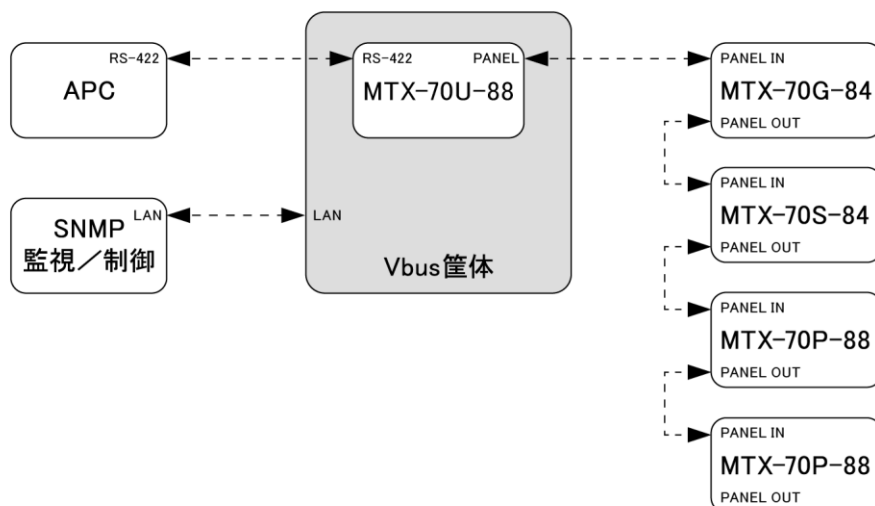 RS-422
APC
RS-422
PANEL
MTX-70U-88
PANEL IN
MTX-70G-84
PANEL OUT
LAN
SNMP
監視／制御
LAN
Vbus筐体
PANEL IN
MTX-70S-84
PANEL OUT
PANEL IN
MTX-70P-88
PANEL OUT
PANEL IN
MTX-70P-88
PANEL OUT